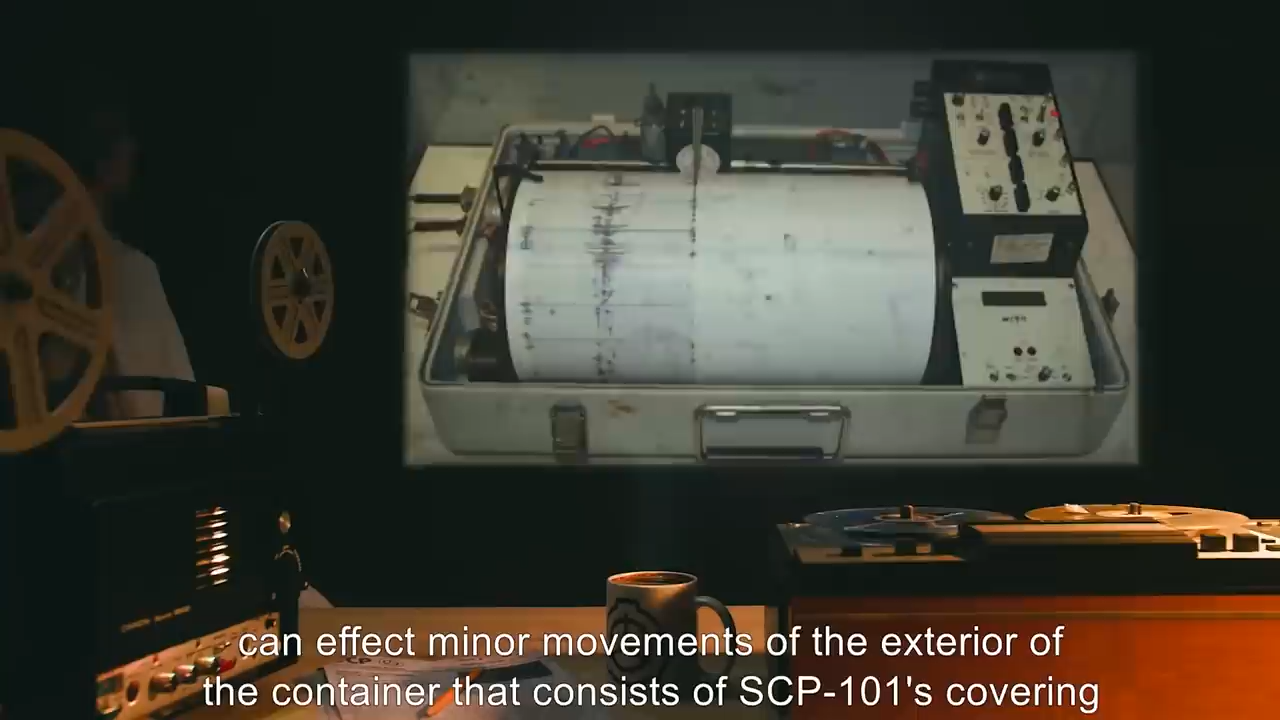 can effect minor movements of the exterior of
the container that consists of SCP-101's covering